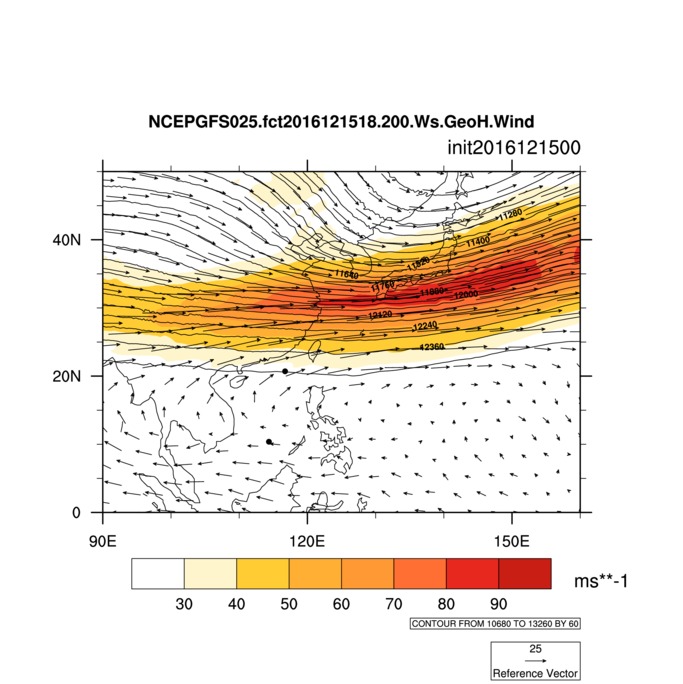 NCEPGFS025.fct2016121518.200.Ws.GeoH.Wind
init2016121500
11280
40N
11400
11520
11640
11760
11880
12000
12120
12240
12360
20N
0
90E 120E 150E
ms**-1
30 40 50 60 70 80 90
CONTOUR FROM 10680 TO 13260 BY 60
25
Reference Vector